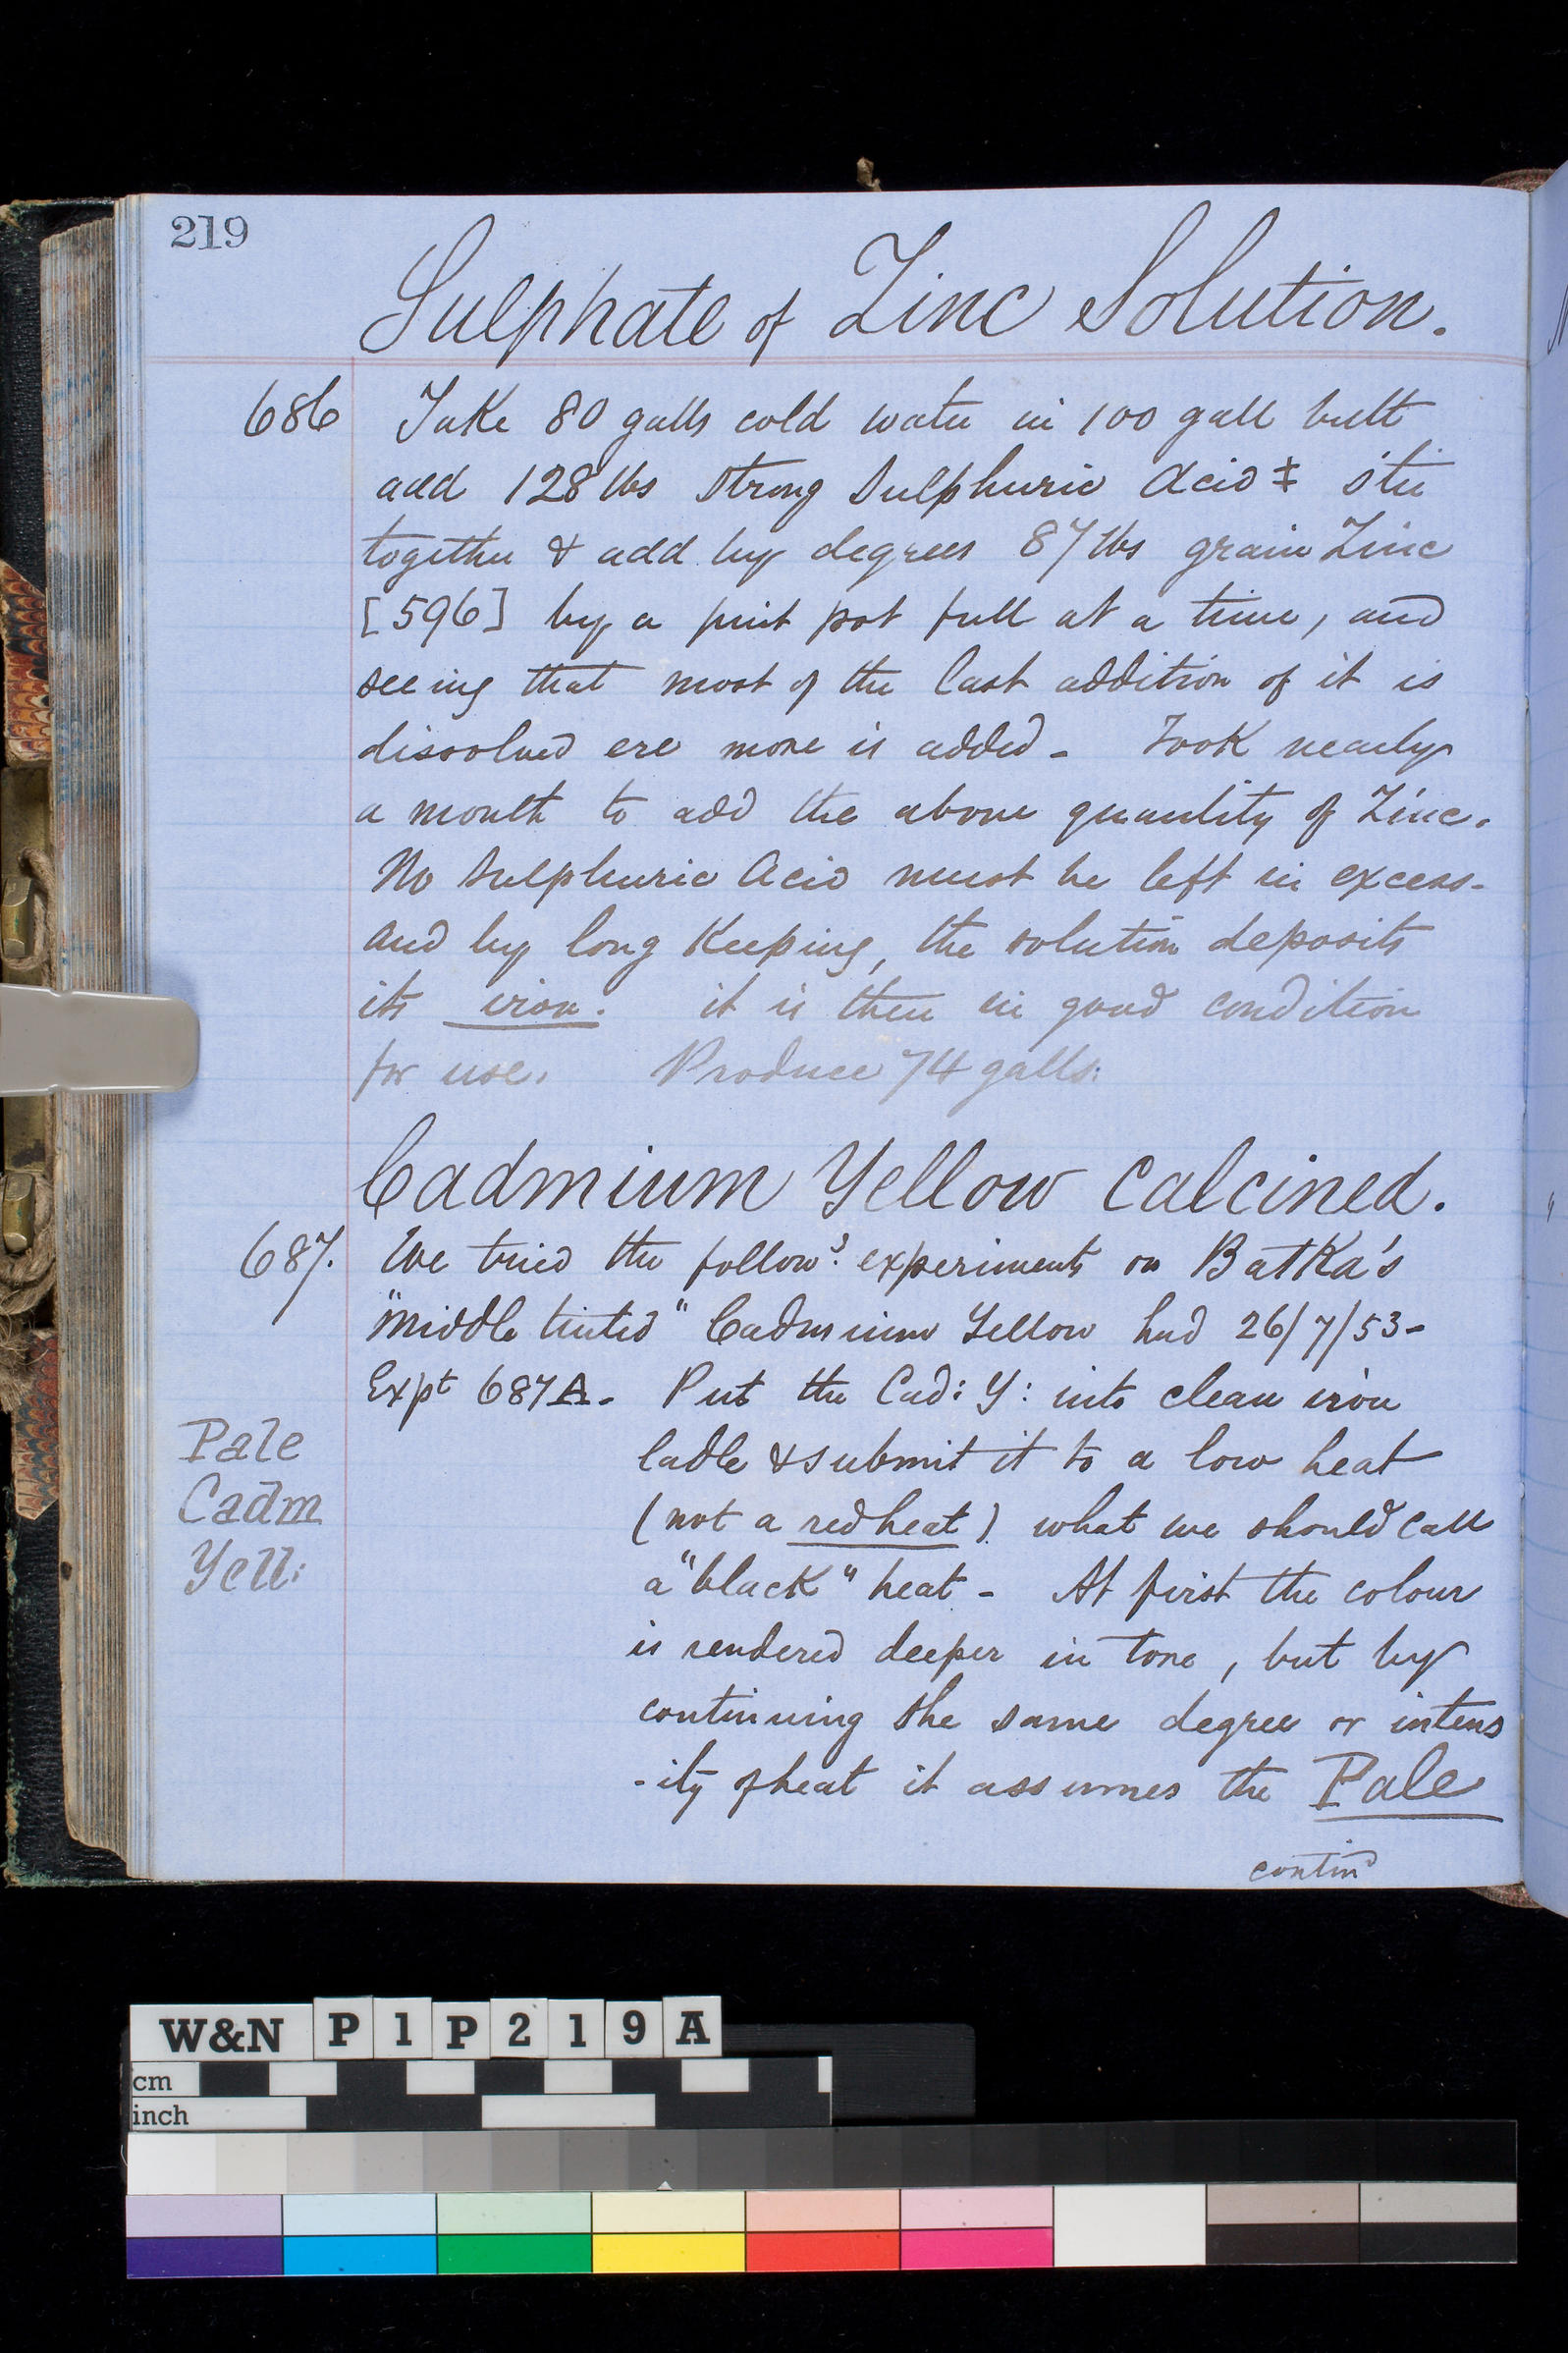 219
Sulphate of Zinc Solution.
686 Take 80 galls cold water in 100 gall butt
add 128 lbs strong Sulphuric Acid ‡ stir
together & add by degrees 87 lbs grain Zinc
[596] by a pint pot full at a time, and
seeing that most of the last addition of it is
dissolved ere more is added - Took nearly
a month to add the above quantity of Zinc.
No Sulphuric Acid must be left in excess-
and by long keeping, the solution deposits
its iron. it is then in good condition
for use. Produce 74 galls:
Cadmium Yellow Calcined.
687. We tried the followg: experiments on Batka's
"Middle tinted" Cadmium Yellow had 26/7/53-
Expt 687A. Put the Cad: Y: into clean iron
Pale ladle & submit it to a low heat
Cadm (not a red heat) what we should call
Yell: a "black" heat - At first the colour
is rendered deeper in tone, but by
continuing the same degree or intens
-ity of heat it assumes the Pale
contind
W&N P1P219A
cm
inch